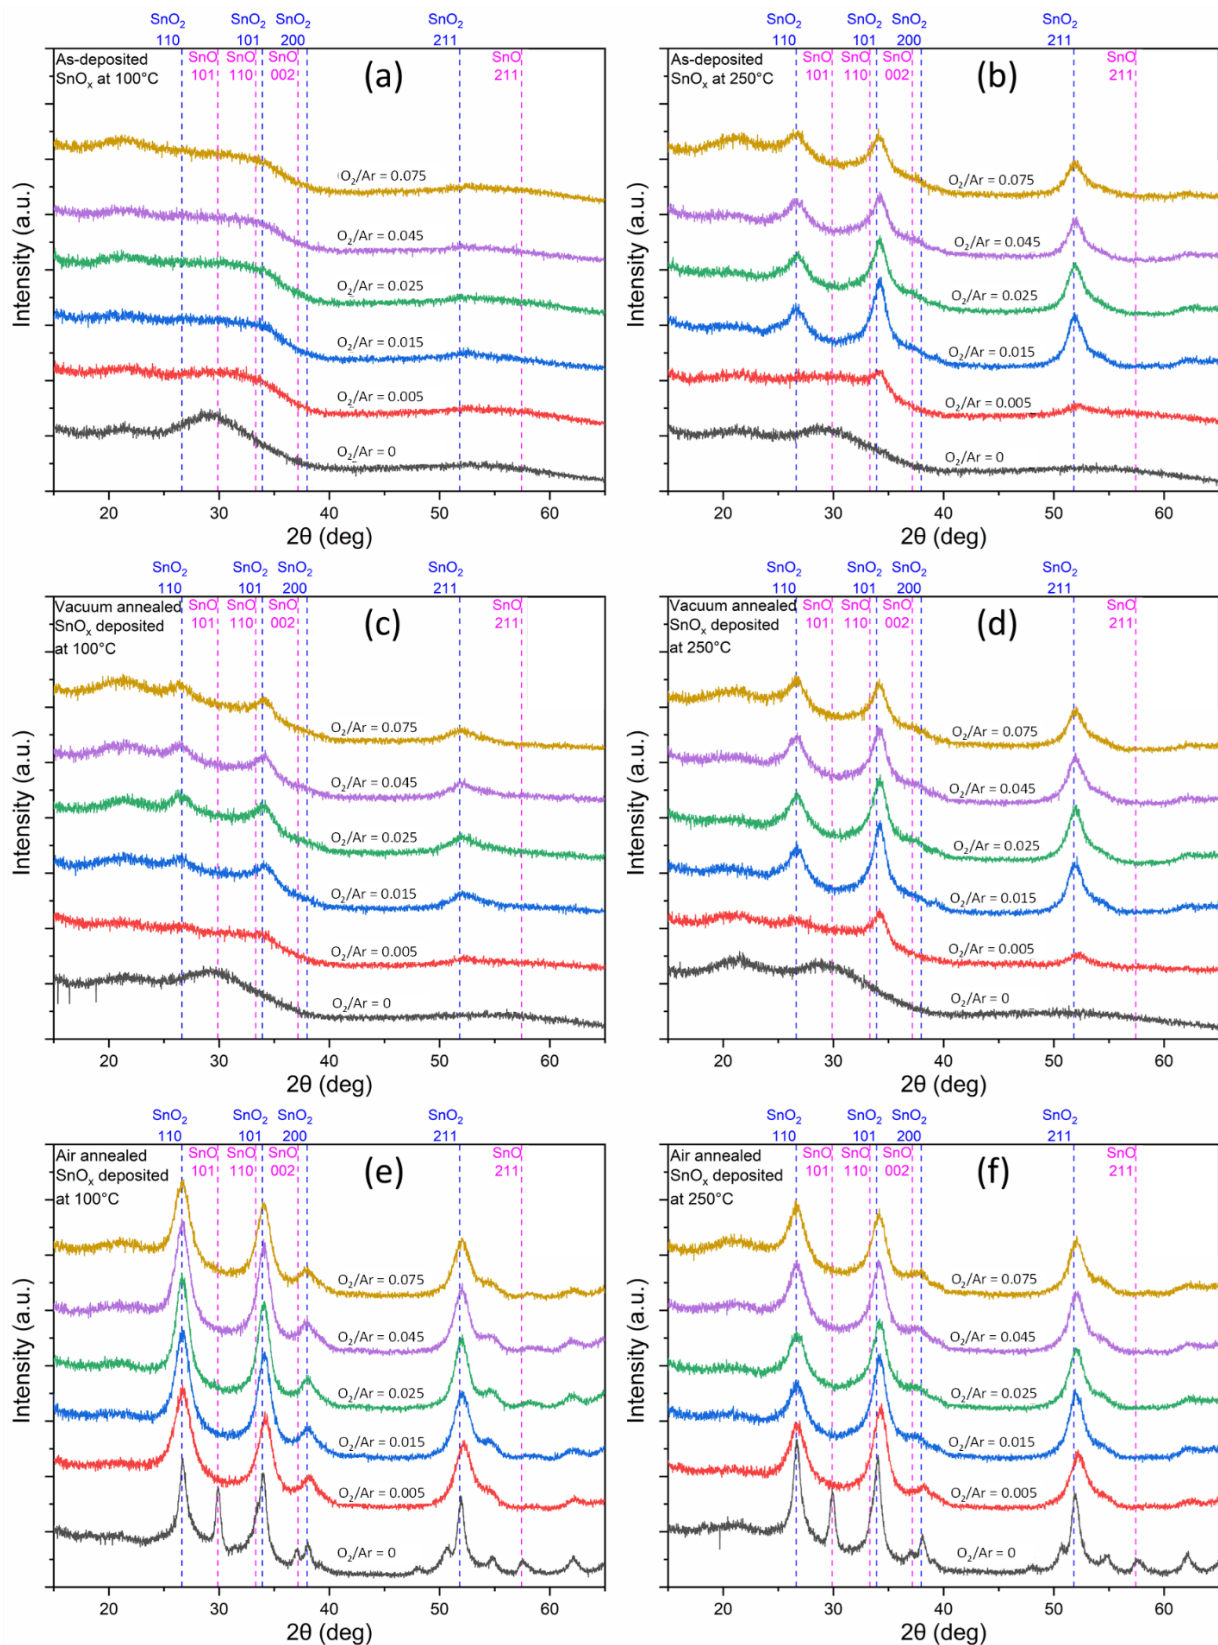 SnO₂ SnO₂ SnO₂ SnO₂
110 101 200 211
As-deposited SnO SnO SnO (a) SnO
SnOₓ at 100°C 101 110 002 211
O₂/Ar = 0.075
O₂/Ar = 0.045
O₂/Ar = 0.025
O₂/Ar = 0.015
O₂/Ar = 0.005
O₂/Ar = 0
Intensity (a.u.)
20 30 40 50 60
2θ (deg)
SnO₂ SnO₂ SnO₂ SnO₂
110 101 200 211
As-deposited SnO SnO SnO (b) SnO
SnOₓ at 250°C 101 110 002 211
O₂/Ar = 0.075
O₂/Ar = 0.045
O₂/Ar = 0.025
O₂/Ar = 0.015
O₂/Ar = 0.005
O₂/Ar = 0
Intensity (a.u.)
20 30 40 50 60
2θ (deg)
SnO₂ SnO₂ SnO₂ SnO₂
110 101 200 211
Vacuum annealed SnO SnO SnO (c) SnO
SnOₓ deposited 101 110 002 211
at 100°C
O₂/Ar = 0.075
O₂/Ar = 0.045
O₂/Ar = 0.025
O₂/Ar = 0.015
O₂/Ar = 0.005
O₂/Ar = 0
Intensity (a.u.)
20 30 40 50 60
2θ (deg)
SnO₂ SnO₂ SnO₂ SnO₂
110 101 200 211
Vacuum annealed SnO SnO SnO (d) SnO
SnOₓ deposited 101 110 002 211
at 250°C
O₂/Ar = 0.075
O₂/Ar = 0.045
O₂/Ar = 0.025
O₂/Ar = 0.015
O₂/Ar = 0.005
O₂/Ar = 0
Intensity (a.u.)
20 30 40 50 60
2θ (deg)
SnO₂ SnO₂ SnO₂ SnO₂
110 101 200 211
Air annealed SnO SnO SnO (e) SnO
SnOₓ deposited 101 110 002 211
at 100°C
O₂/Ar = 0.075
O₂/Ar = 0.045
O₂/Ar = 0.025
O₂/Ar = 0.015
O₂/Ar = 0.005
O₂/Ar = 0
Intensity (a.u.)
20 30 40 50 60
2θ (deg)
SnO₂ SnO₂ SnO₂ SnO₂
110 101 200 211
Air annealed SnO SnO SnO (f) SnO
SnOₓ deposited 101 110 002 211
at 250°C
O₂/Ar = 0.075
O₂/Ar = 0.045
O₂/Ar = 0.025
O₂/Ar = 0.015
O₂/Ar = 0.005
O₂/Ar = 0
Intensity (a.u.)
20 30 40 50 60
2θ (deg)